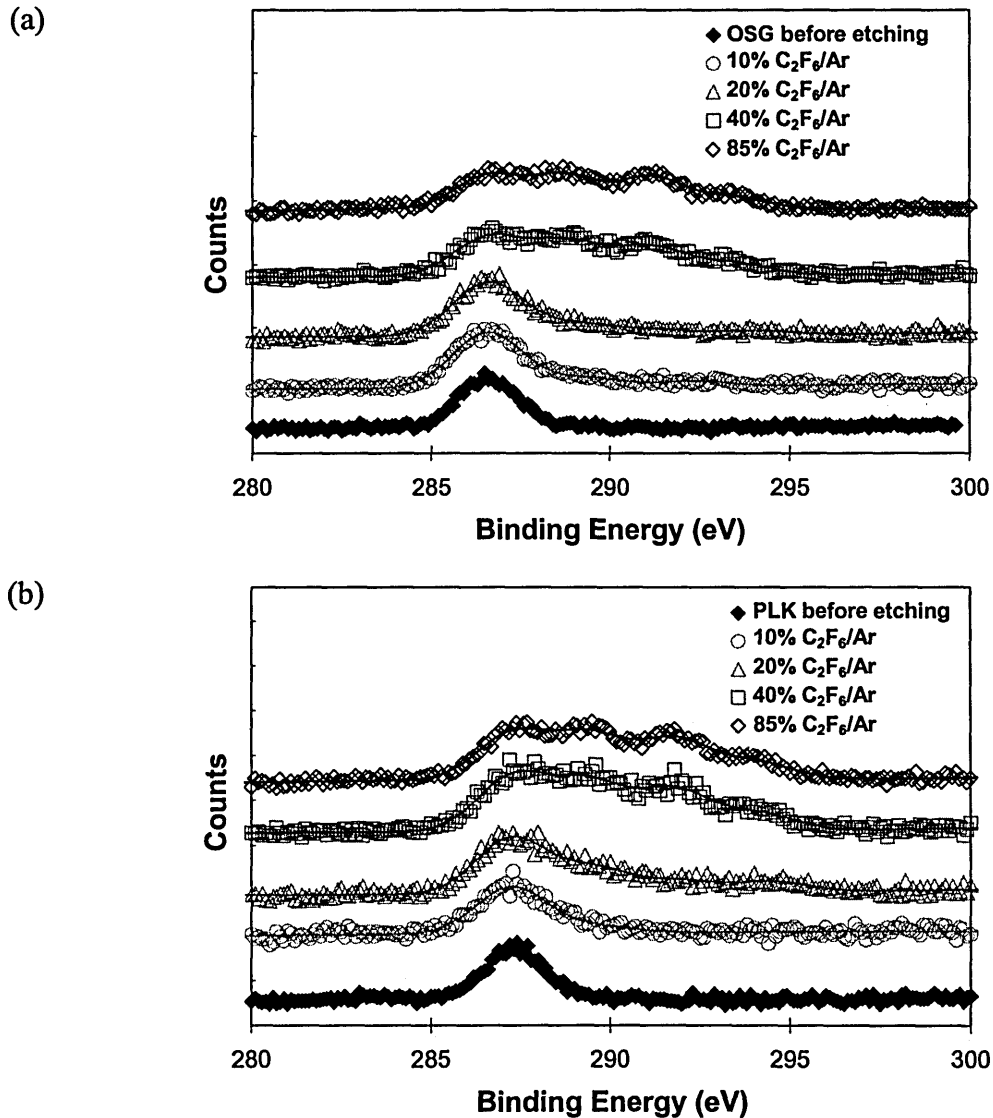 (a)
OSG before etching
10% C₂F₆/Ar
20% C₂F₆/Ar
40% C₂F₆/Ar
85% C₂F₆/Ar
Counts
280 285 290 295 300
Binding Energy (eV)
(b)
PLK before etching
10% C₂F₆/Ar
20% C₂F₆/Ar
40% C₂F₆/Ar
85% C₂F₆/Ar
Counts
280 285 290 295 300
Binding Energy (eV)